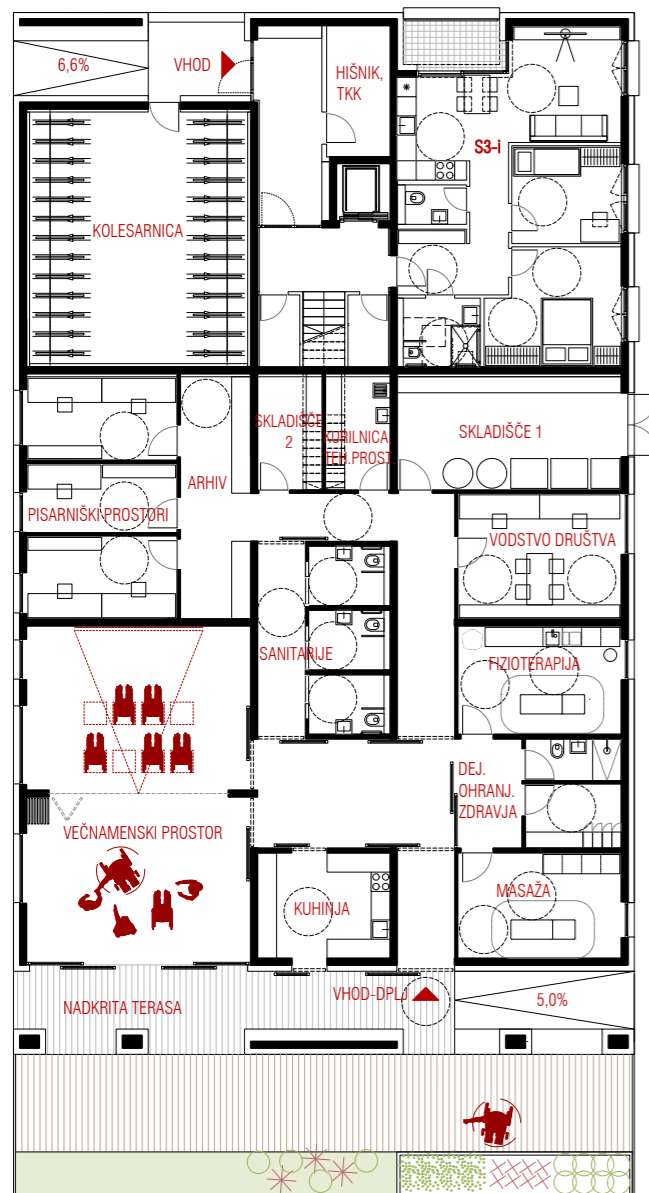 6,6%
VHOD
HIŠNIK,
TKK
S3-i
KOLESARNICA
SKLADIŠČE
2
KURILNICA,
TEH.PROST.
SKLADIŠČE 1
ARHIV
PISARNIŠKI PROSTORI
VODSTVO DRUŠTVA
SANITARIJE
FIZIOTERAPIJA
DEJ.
OHRANJ.
ZDRAVJA
VEČNAMENSKI PROSTOR
KUHINJA
MASAŽA
NADKRITA TERASA
VHOD-DPLJ
5,0%